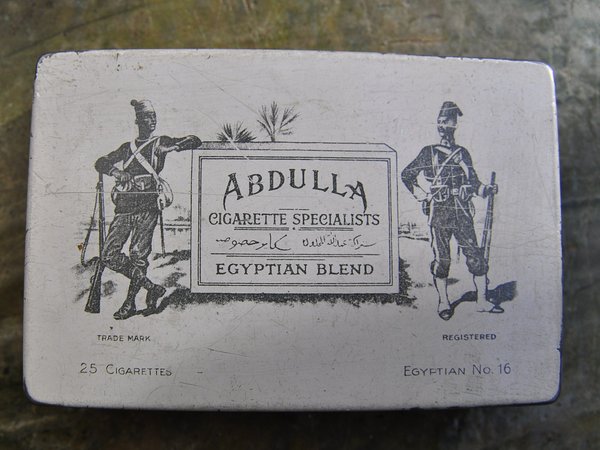 ABDULLA
CIGARETTE SPECIALISTS
EGYPTIAN BLEND
TRADE MARK
REGISTERED
25 CIGARETTES
EGYPTIAN NO. 16